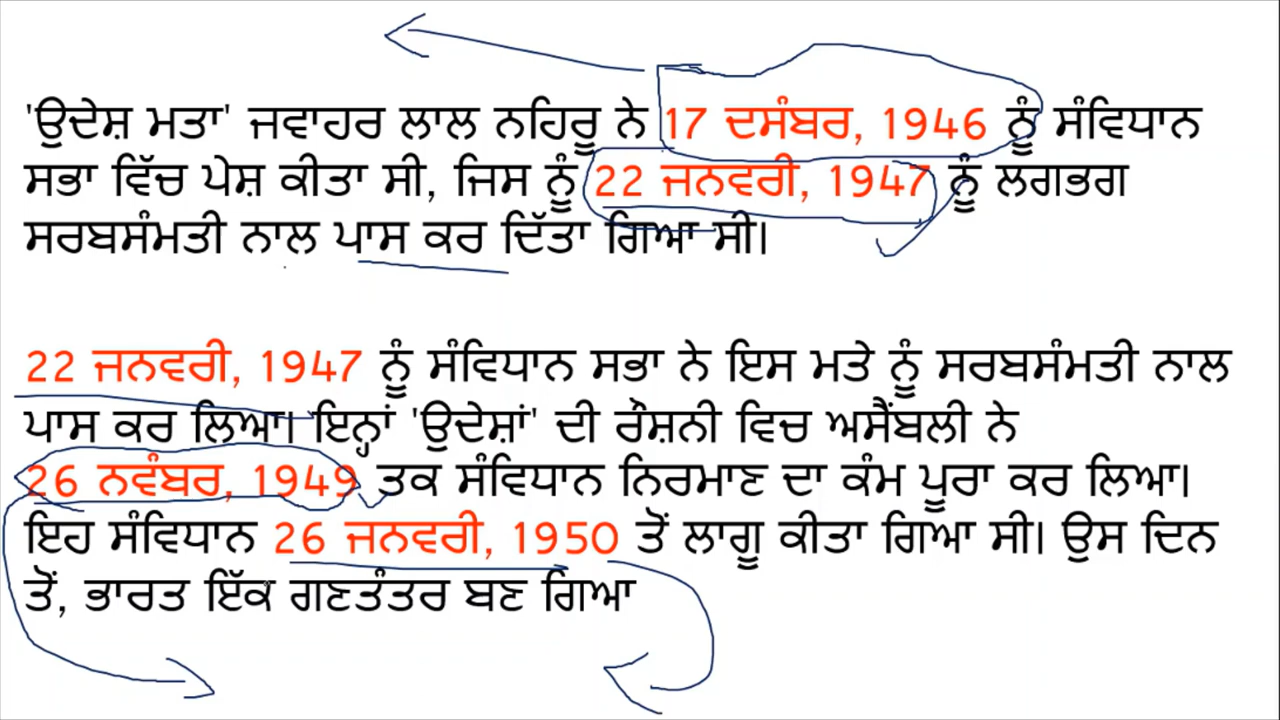 'ਉਦੇਸ਼ ਮਤਾ' ਜਵਾਹਰ ਲਾਲ ਨਹਿਰੂ ਨੇ 17 ਦਸੰਬਰ, 1946 ਨੂੰ ਸੰਵਿਧਾਨ
ਸਭਾ ਵਿੱਚ ਪੇਸ਼ ਕੀਤਾ ਸੀ, ਜਿਸ ਨੂੰ 22 ਜਨਵਰੀ, 1947 ਨੂੰ ਲਗਭਗ
ਸਰਬਸੰਮਤੀ ਨਾਲ ਪਾਸ ਕਰ ਦਿੱਤਾ ਗਿਆ ਸੀ।
22 ਜਨਵਰੀ, 1947 ਨੂੰ ਸੰਵਿਧਾਨ ਸਭਾ ਨੇ ਇਸ ਮਤੇ ਨੂੰ ਸਰਬਸੰਮਤੀ ਨਾਲ
ਪਾਸ ਕਰ ਲਿਆ। ਇਨ੍ਹਾਂ 'ਉਦੇਸ਼ਾਂ' ਦੀ ਰੌਸ਼ਨੀ ਵਿਚ ਅਸੈਂਬਲੀ ਨੇ
26 ਨਵੰਬਰ, 1949 ਤਕ ਸੰਵਿਧਾਨ ਨਿਰਮਾਣ ਦਾ ਕੰਮ ਪੂਰਾ ਕਰ ਲਿਆ।
ਇਹ ਸੰਵਿਧਾਨ 26 ਜਨਵਰੀ, 1950 ਤੋਂ ਲਾਗੂ ਕੀਤਾ ਗਿਆ ਸੀ। ਉਸ ਦਿਨ
ਤੋਂ, ਭਾਰਤ ਇੱਕ ਗਣਤੰਤਰ ਬਣ ਗਿਆ